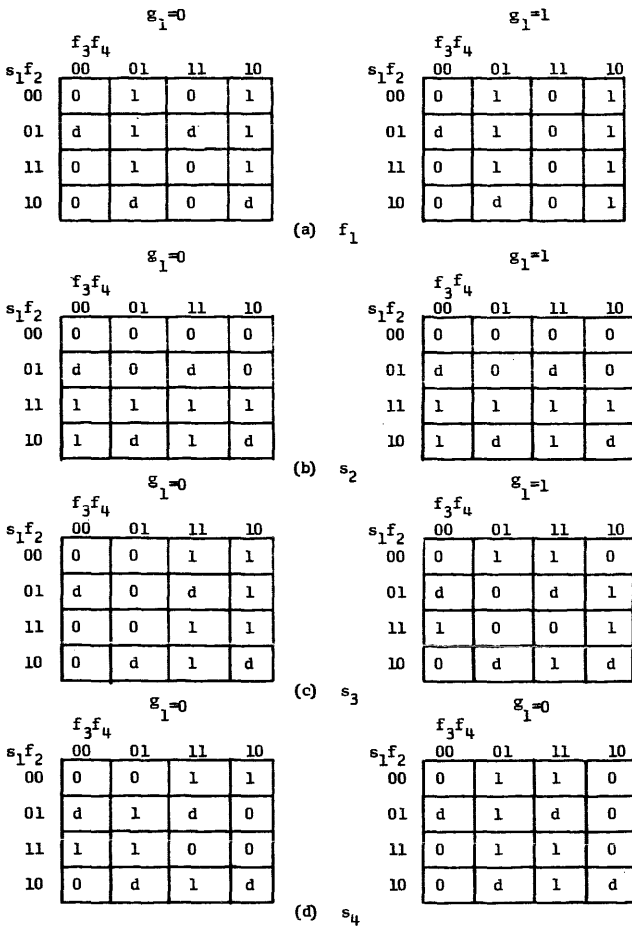 g₁=0 g₁=1
f₃f₄ f₃f₄
s₁f₂ 00 01 11 10 s₁f₂ 00 01 11 10
00 0 1 0 1 00 0 1 0 1
01 d 1 d 1 01 d 1 0 1
11 0 1 0 1 11 0 1 0 1
10 0 d 0 d 10 0 d 0 1
(a) f₁
g₁=0 g₁=1
f₃f₄ f₃f₄
s₁f₂ 00 01 11 10 s₁f₂ 00 01 11 10
00 0 0 0 0 00 0 0 0 0
01 d 0 d 0 01 d 0 d 0
11 1 1 1 1 11 1 1 1 1
10 1 d 1 d 10 1 d 1 d
(b) s₂
g₁=0 g₁=1
f₃f₄ f₃f₄
s₁f₂ 00 01 11 10 s₁f₂ 00 01 11 10
00 0 0 1 1 00 0 1 1 0
01 d 0 d 1 01 d 0 d 1
11 0 0 1 1 11 1 0 0 1
10 0 d 1 d 10 0 d 1 d
(c) s₃
g₁=0 g₁=0
f₃f₄ f₃f₄
s₁f₂ 00 01 11 10 s₁f₂ 00 01 11 10
00 0 0 1 1 00 0 1 1 0
01 d 1 d 0 01 d 1 d 0
11 1 1 0 0 11 0 1 1 0
10 0 d 1 d 10 0 d 1 d
(d) s₄